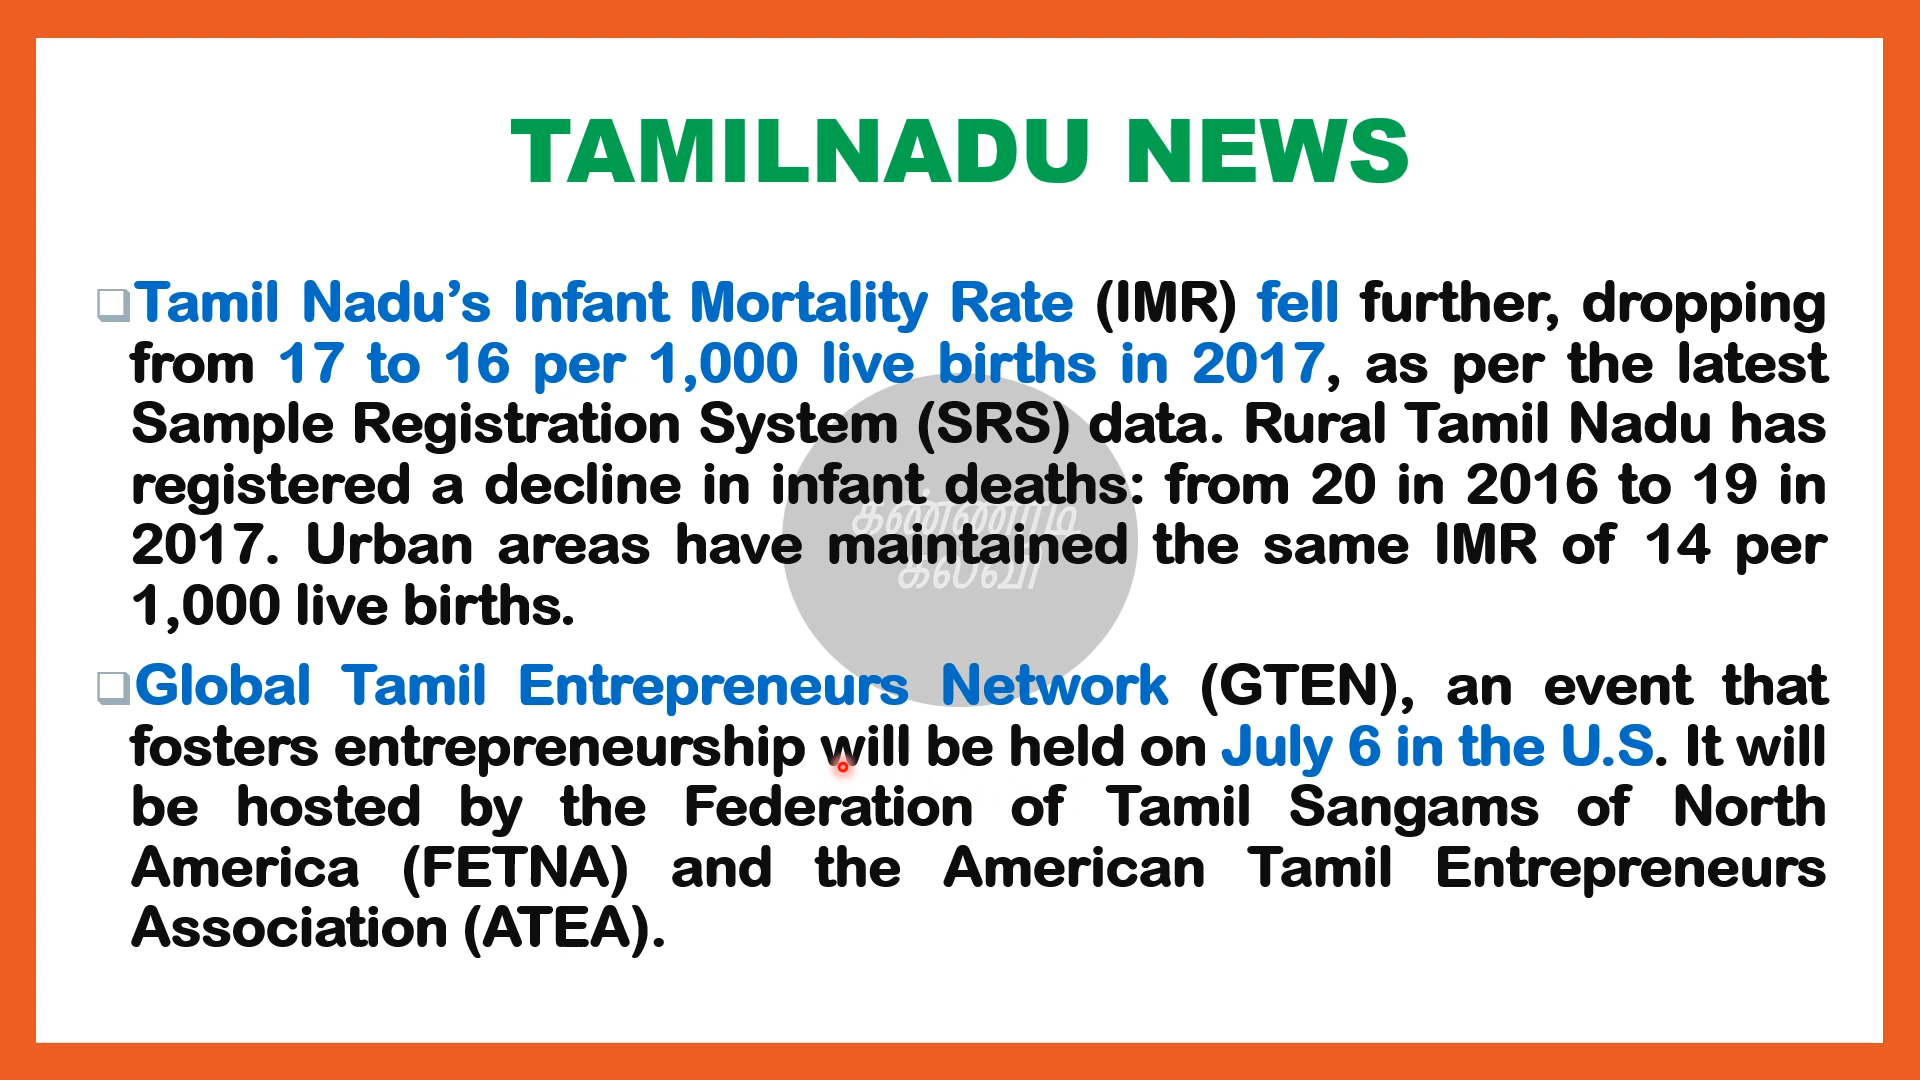 TAMILNADU NEWS
Tamil Nadu’s Infant Mortality Rate (IMR) fell further, dropping
from 17 to 16 per 1,000 live births in 2017, as per the latest
Sample Registration System (SRS) data. Rural Tamil Nadu has
registered a decline in infant deaths: from 20 in 2016 to 19 in
கண்ணாடி
2017. Urban areas have maintained the same IMR of 14 per
கல்வி
1,000 live births.
Global Tamil Entrepreneurs Network (GTEN), an event that
fosters entrepreneurship will be held on July 6 in the U.S. It will
be hosted by the Federation of Tamil Sangams of North
America (FETNA) and the American Tamil Entrepreneurs
Association (ATEA).